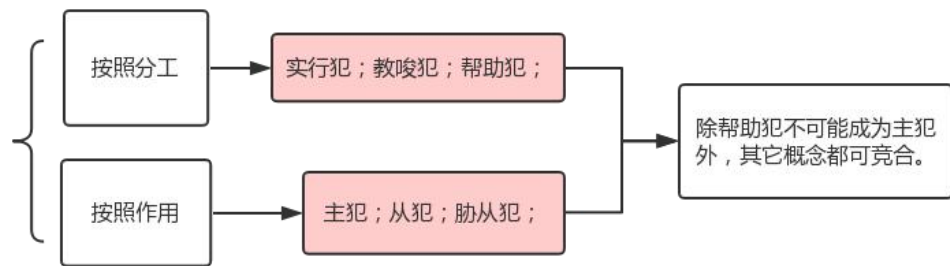 按照分工
实行犯；教唆犯；帮助犯；
除帮助犯不可能成为主犯
外，其它概念都可竞合。
按照作用
主犯；从犯；胁从犯；